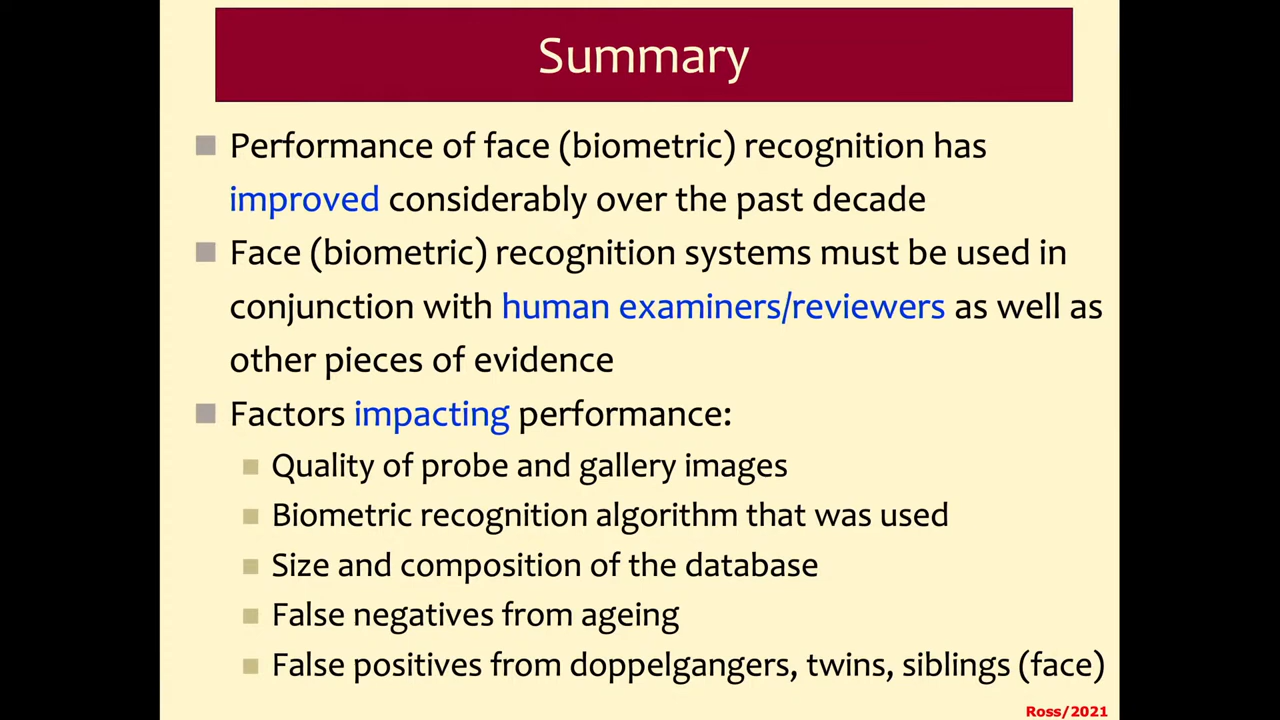 Summary
Performance of face (biometric) recognition has
improved considerably over the past decade
Face (biometric) recognition systems must be used in
conjunction with human examiners/reviewers as well as
other pieces of evidence
Factors impacting performance:
Quality of probe and gallery images
Biometric recognition algorithm that was used
Size and composition of the database
False negatives from ageing
False positives from doppelgangers, twins, siblings (face)
Ross/2021